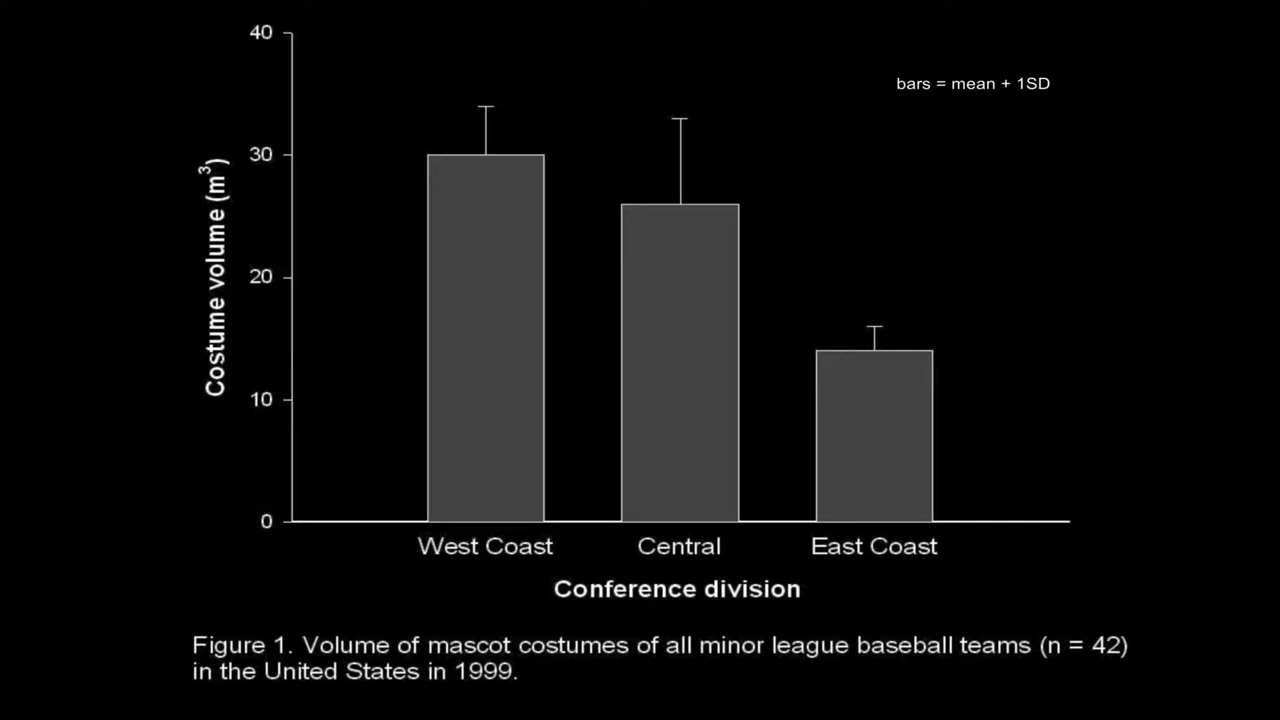 bars = mean + 1SD
Costume volume (m³)
40
30
20
10
0
West Coast Central East Coast
Conference division
Figure 1. Volume of mascot costumes of all minor league baseball teams (n = 42)
in the United States in 1999.